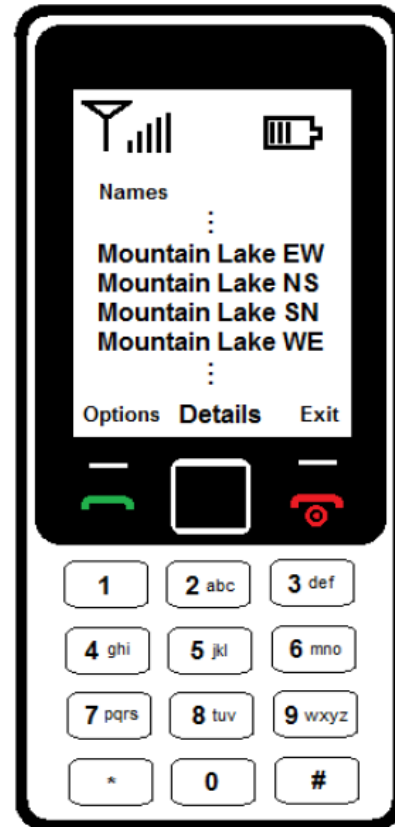 Names
⋮
Mountain Lake EW
Mountain Lake NS
Mountain Lake SN
Mountain Lake WE
⋮
Options Details Exit
1 2 abc 3 def
4 ghi 5 jkl 6 mno
7 pqrs 8 tuv 9 wxyz
* 0 #